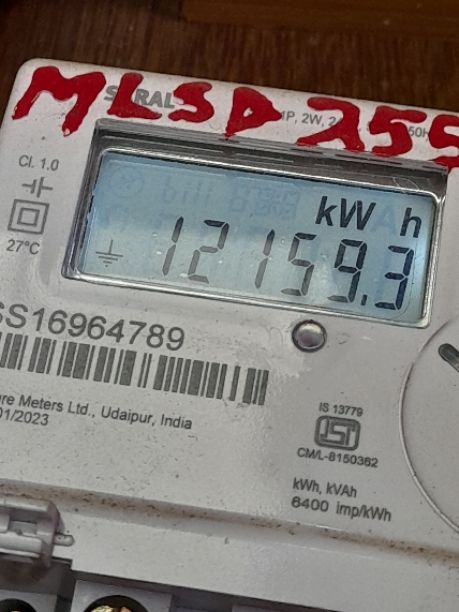 MLSD 255
Cl. 1.0
27°C
kW h
12159.3
SS16964789
Meters Ltd., Udaipur, India
01/2023
IS 13779
CM/L-8150362
kWh, kVAh
6400 imp/kWh